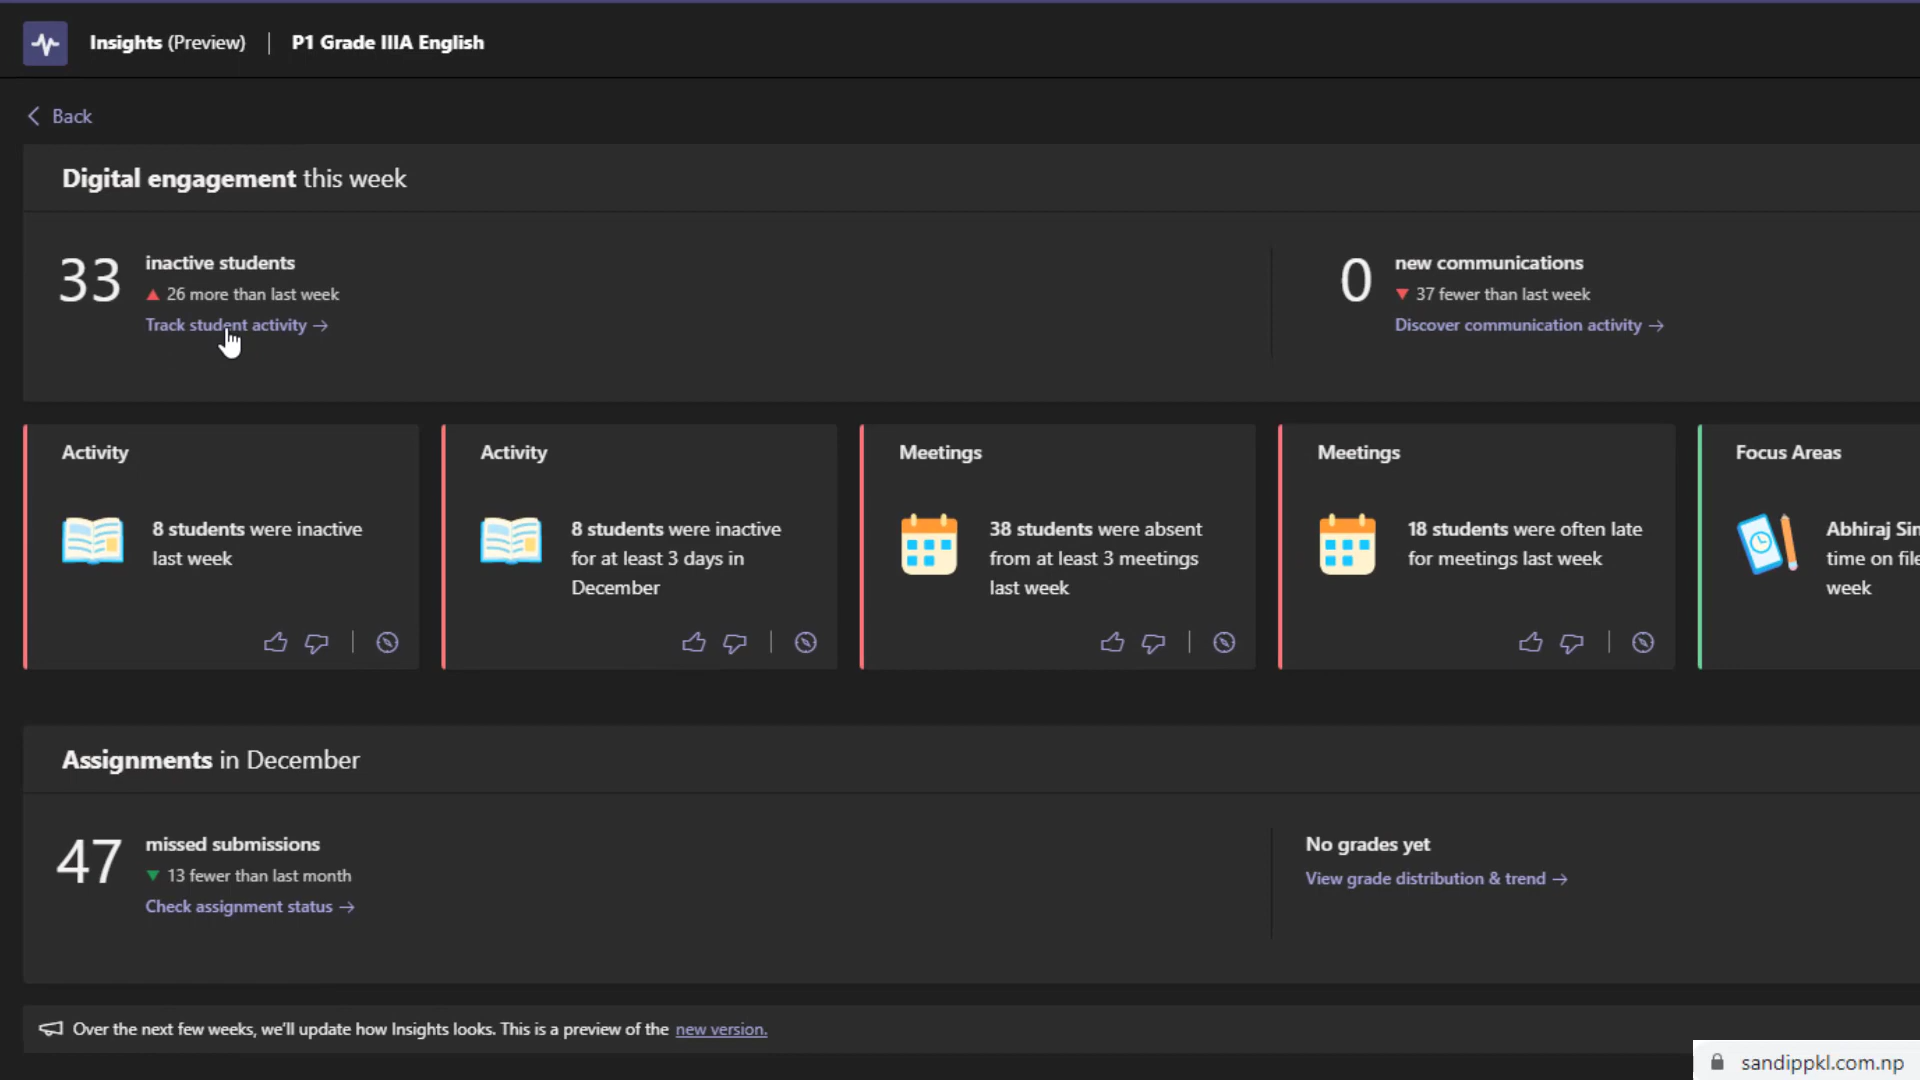 Insights (Preview) | P1 Grade IIIA English
Back
Digital engagement this week
33
inactive students
26 more than last week
Track student activity →
0
new communications
37 fewer than last week
Discover communication activity →
Activity
8 students were inactive
last week
Activity
8 students were inactive
for at least 3 days in
December
Meetings
38 students were absent
from at least 3 meetings
last week
Meetings
18 students were often late
for meetings last week
Focus Areas
Abhiraj
time on
week
Assignments in December
47
missed submissions
13 fewer than last month
Check assignment status →
No grades yet
View grade distribution & trend →
Over the next few weeks, we'll update how Insights looks. This is a preview of the new version.
sandippkl.com.np